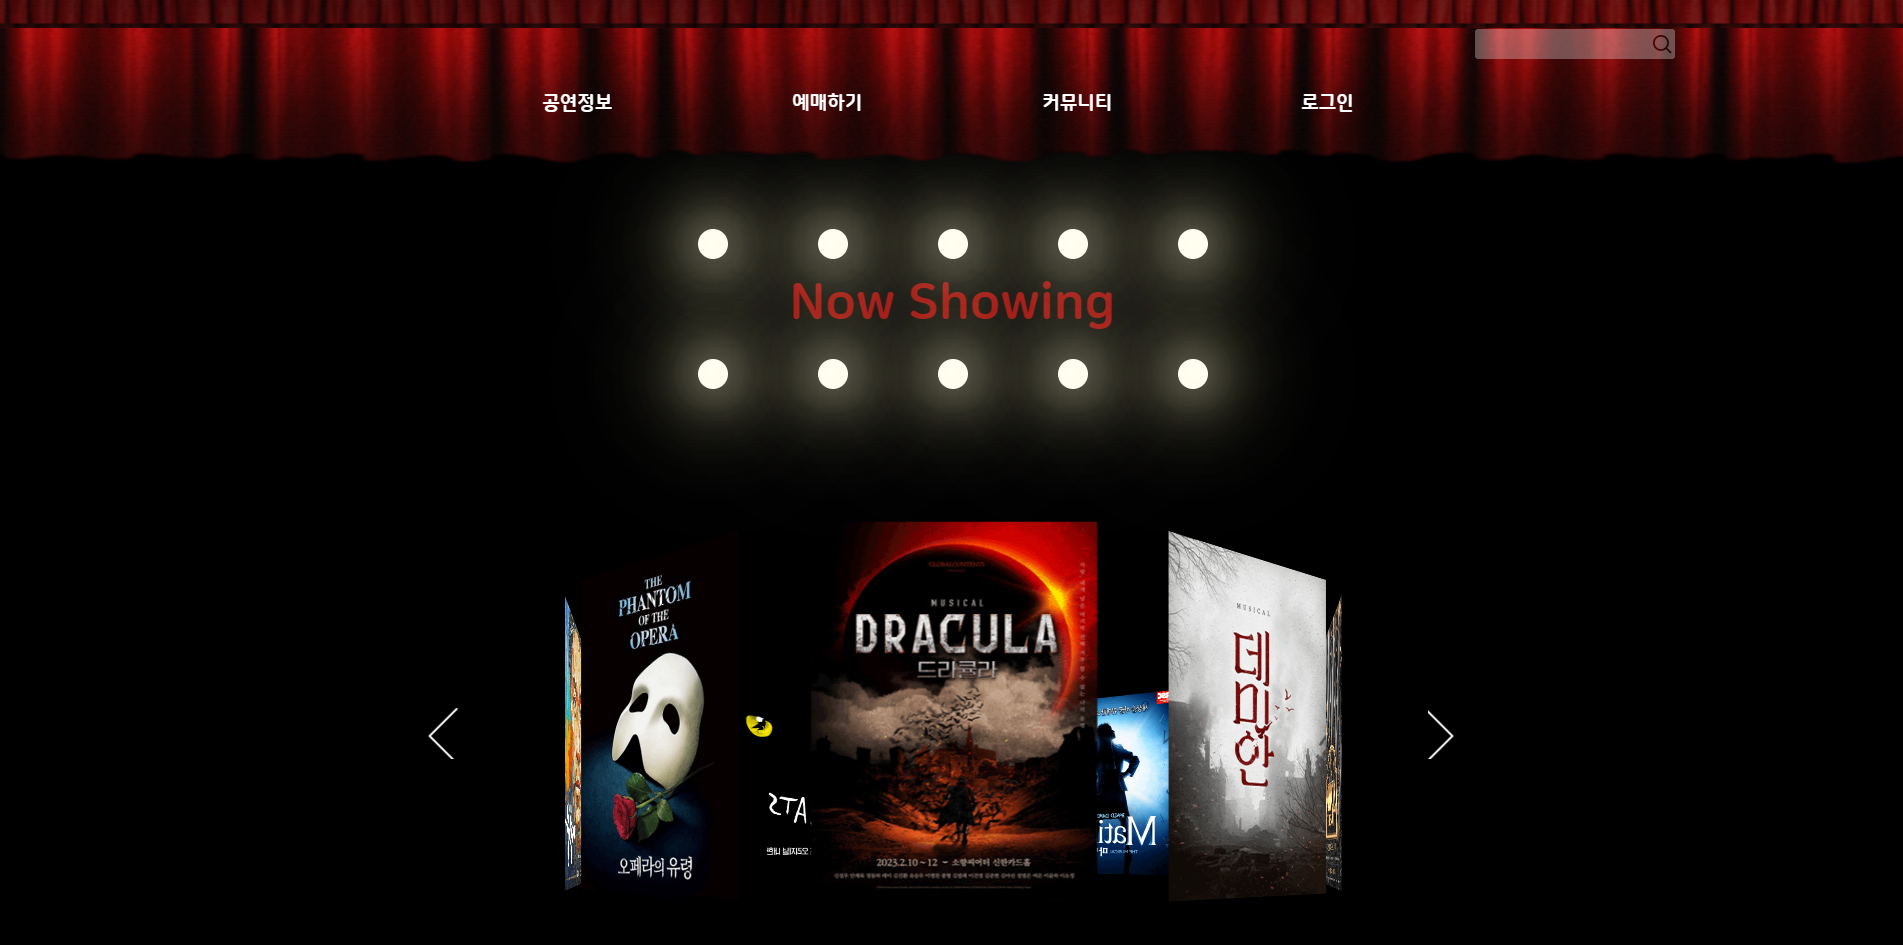 공연정보
예매하기
커뮤니티
로그인
Now Showing
THE
PHANTOM
OF THE
OPERA
오페라의 유령
GLOBAL CONTENTS
MUSICAL
DRACULA
드라큘라
2023.2.10 ~ 12 ~ 소향씨어터 신한카드홀
MUSICAL
데미안